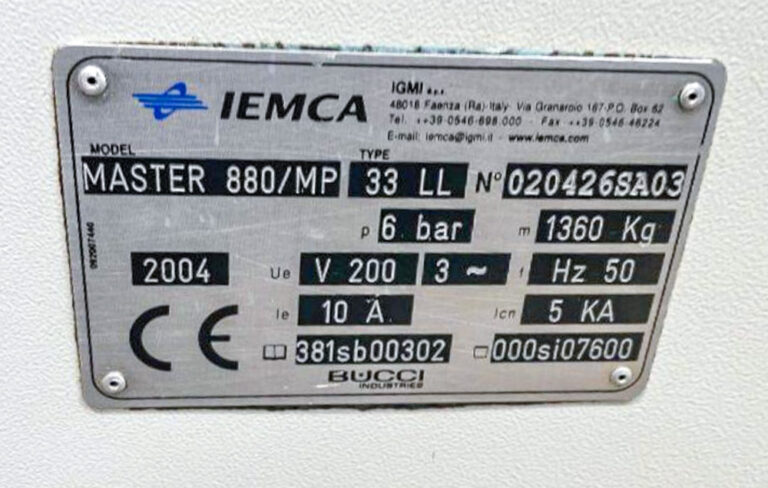 IEMCA
IGMI s.p.a.
48018 Faenza (Ra)-Italy- Via Granarolo 167-P.O. Box 62
Tel. ++39-0546-698.000 - Fax ++39-0546-46224
E-mail: iemca@igmi.it - www.iemca.com
MODEL TYPE
MASTER 880/MP 33 LL N° 020426SA03
p 6 bar m 1360 Kg
2004 Ue V 200 3 ~ f Hz 50
Ie 10 A Icn 5 KA
CE
381sb00302 000si07600
BUCCI
INDUSTRIES